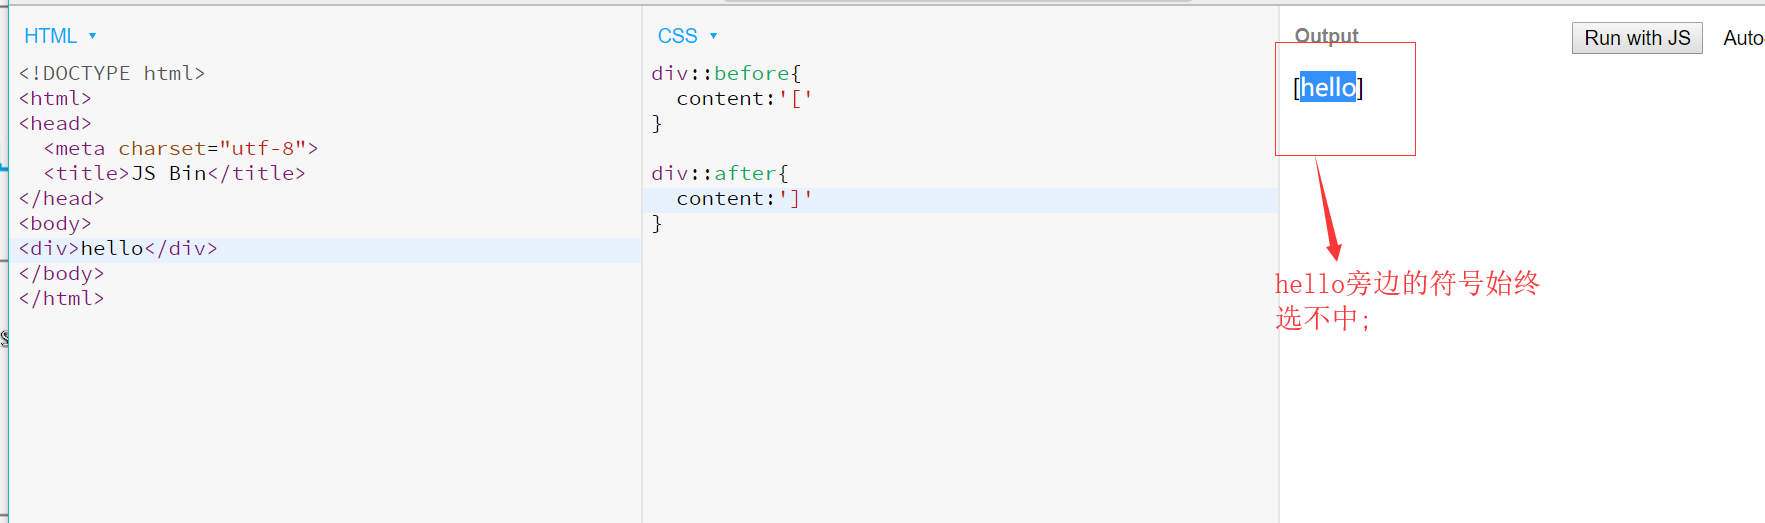 HTML ▼
<!DOCTYPE html>
<html>
<head>
  <meta charset="utf-8">
  <title>JS Bin</title>
</head>
<body>
<div>hello</div>
</body>
</html>
CSS ▼
div::before{
  content:'['
}

div::after{
  content:']'
}
Output
Run with JS
Auto-
[hello]
hello旁边的符号始终
选不中;